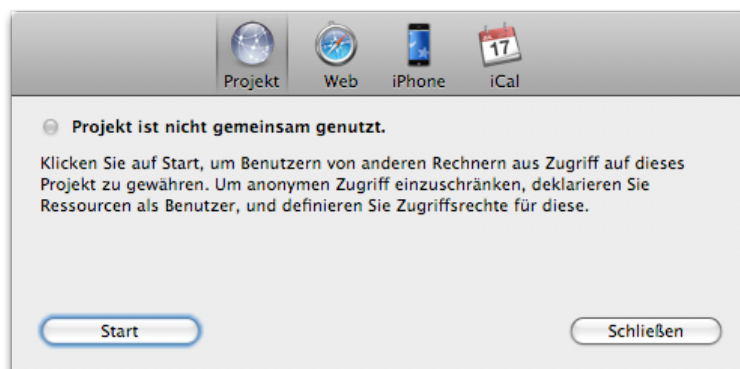 17
Projekt Web iPhone iCal
Projekt ist nicht gemeinsam genutzt.
Klicken Sie auf Start, um Benutzern von anderen Rechnern aus Zugriff auf dieses
Projekt zu gewähren. Um anonymen Zugriff einzuschränken, deklarieren Sie
Ressourcen als Benutzer, und definieren Sie Zugriffsrechte für diese.
Start Schließen